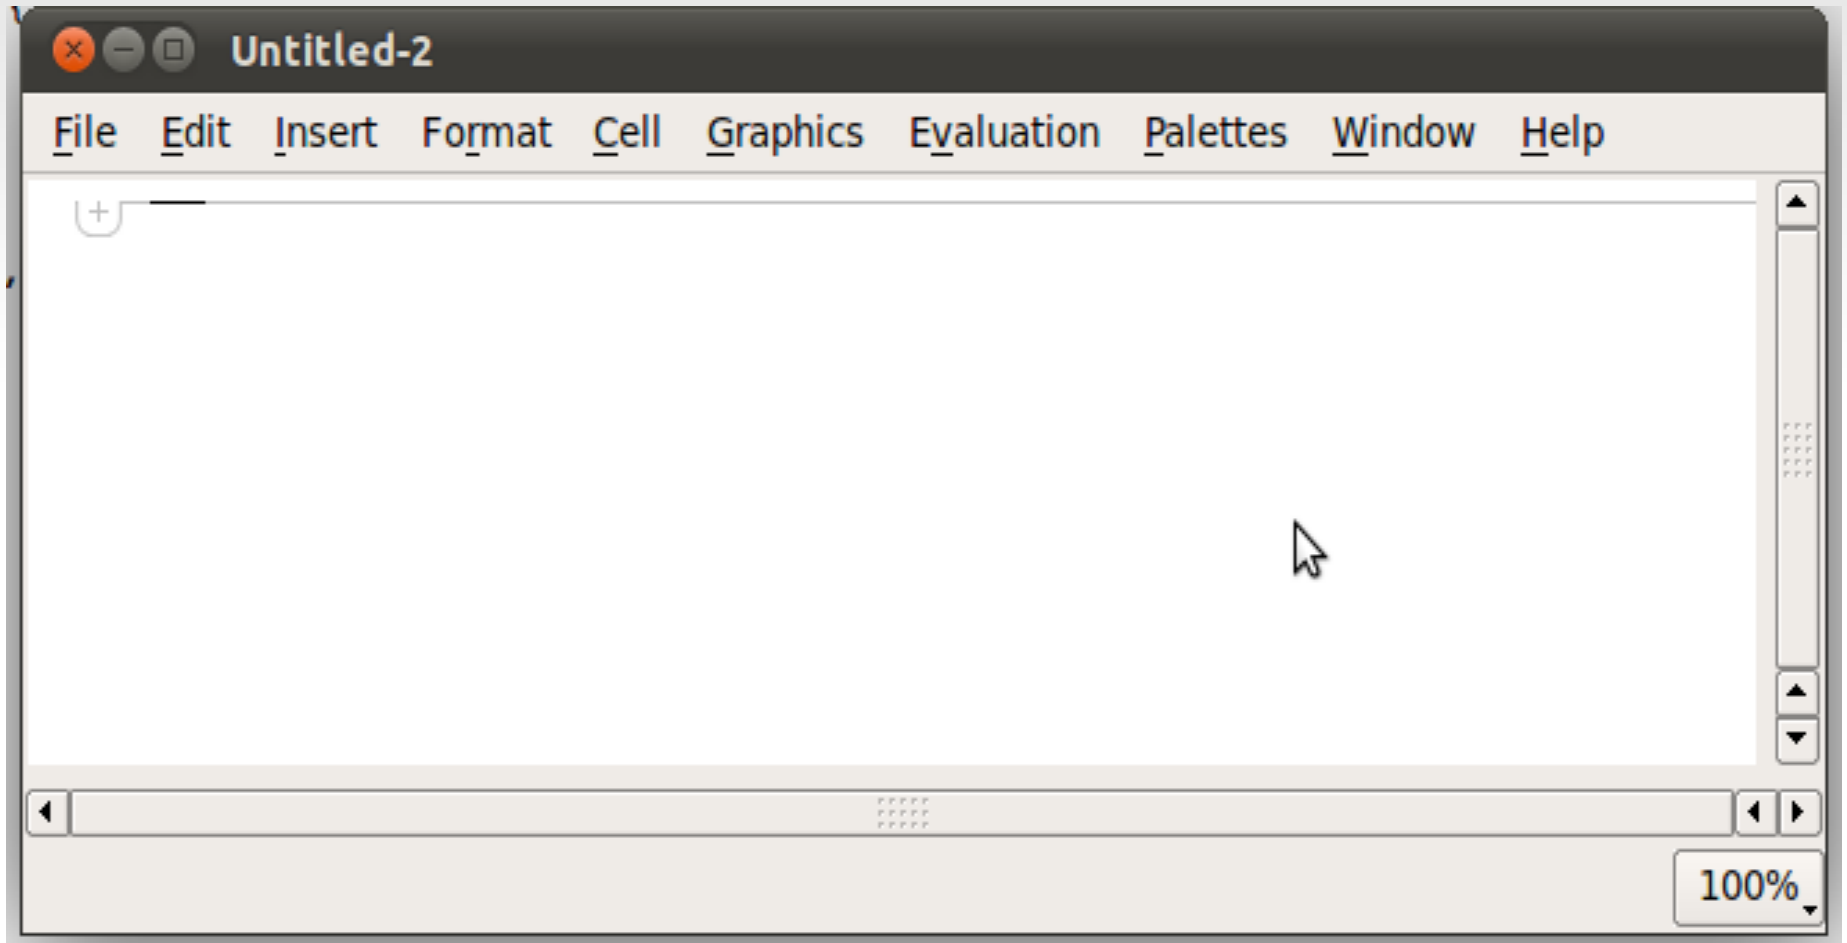 Untitled-2
File Edit Insert Format Cell Graphics Evaluation Palettes Window Help
100%